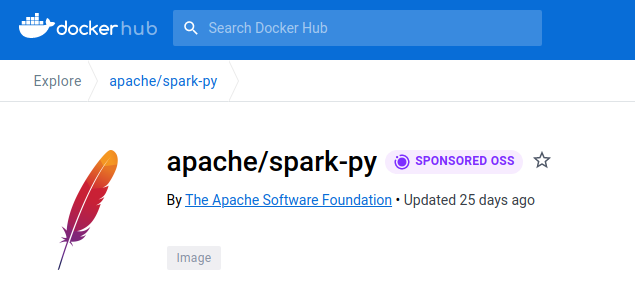 docker hub Search Docker Hub
Explore apache/spark-py
apache/spark-py SPONSORED OSS
By The Apache Software Foundation • Updated 25 days ago
Image